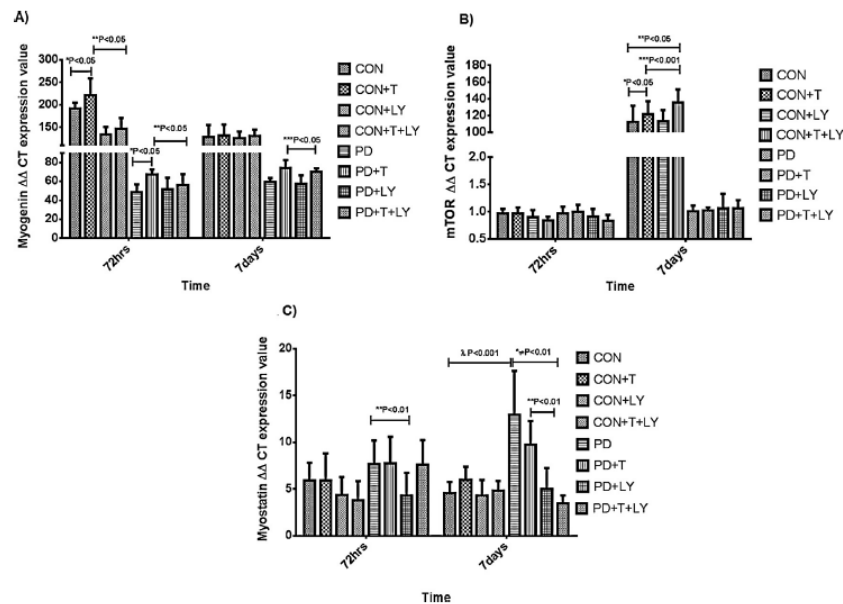 A)
Myogenin ΔΔ CT expression value
300
250
200
150
80
60
40
20
0
*P<0.05
**P<0.05
*P<0.05
**P<0.05
***P<0.05
72hrs
7days
Time
CON
CON+T
CON+LY
CON+T+LY
PD
PD+T
PD+LY
PD+T+LY
B)
mTOR ΔΔ CT expression value
160
140
120
100
80
2.0
1.5
1.0
0.5
**P<0.05
***P<0.001
*P<0.05
72hrs
7days
Time
CON
CON+T
CON+LY
CON+T+LY
PD
PD+T
PD+LY
PD+T+LY
C)
Myostatin ΔΔ CT expression value
20
15
10
5
0
**P<0.01
λ P<0.001
*≠P<0.01
**P<0.01
72hrs
7days
Time
CON
CON+T
CON+LY
CON+T+LY
PD
PD+T
PD+LY
PD+T+LY